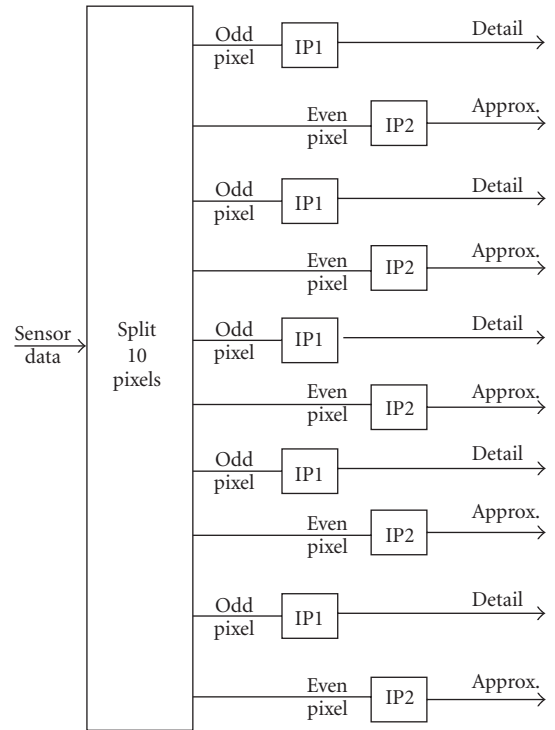 Odd
pixel
IP1
Detail
Even
pixel
IP2
Approx.
Odd
pixel
IP1
Detail
Even
pixel
IP2
Approx.
Sensor
data
Split
10
pixels
Odd
pixel
IP1
Detail
Even
pixel
IP2
Approx.
Odd
pixel
IP1
Detail
Even
pixel
IP2
Approx.
Odd
pixel
IP1
Detail
Even
pixel
IP2
Approx.